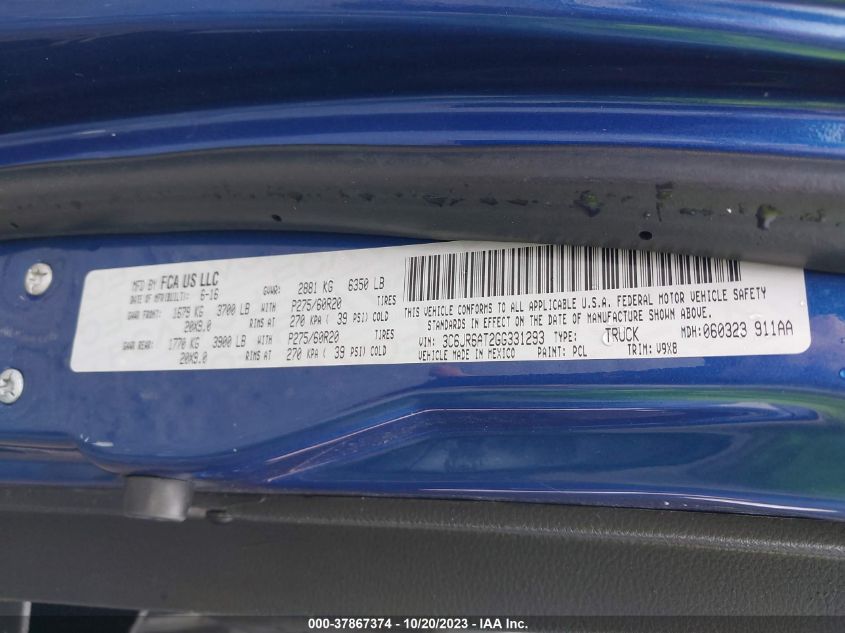 MFD BY FCA US LLC
DATE OF MFR(BUILT): 6-16 GVWR: 2881 KG 6350 LB
GAWR FRONT: 1679 KG 3700 LB WITH P275/60R20 TIRES
20X9.0 RIMS AT 270 KPA ( 39 PSI) COLD
GAWR REAR: 1770 KG 3900 LB WITH P275/60R20 TIRES
20X9.0 RIMS AT 270 KPA ( 39 PSI) COLD
THIS VEHICLE CONFORMS TO ALL APPLICABLE U.S.A. FEDERAL MOTOR VEHICLE SAFETY
STANDARDS IN EFFECT ON THE DATE OF MANUFACTURE SHOWN ABOVE.
VIN: 3C6JR6AT2GG331293 TYPE: TRUCK MDH: 060323 911AA
VEHICLE MADE IN MEXICO PAINT: PCL TRIM: V9X8
000-37867374 - 10/20/2023 - IAA Inc.